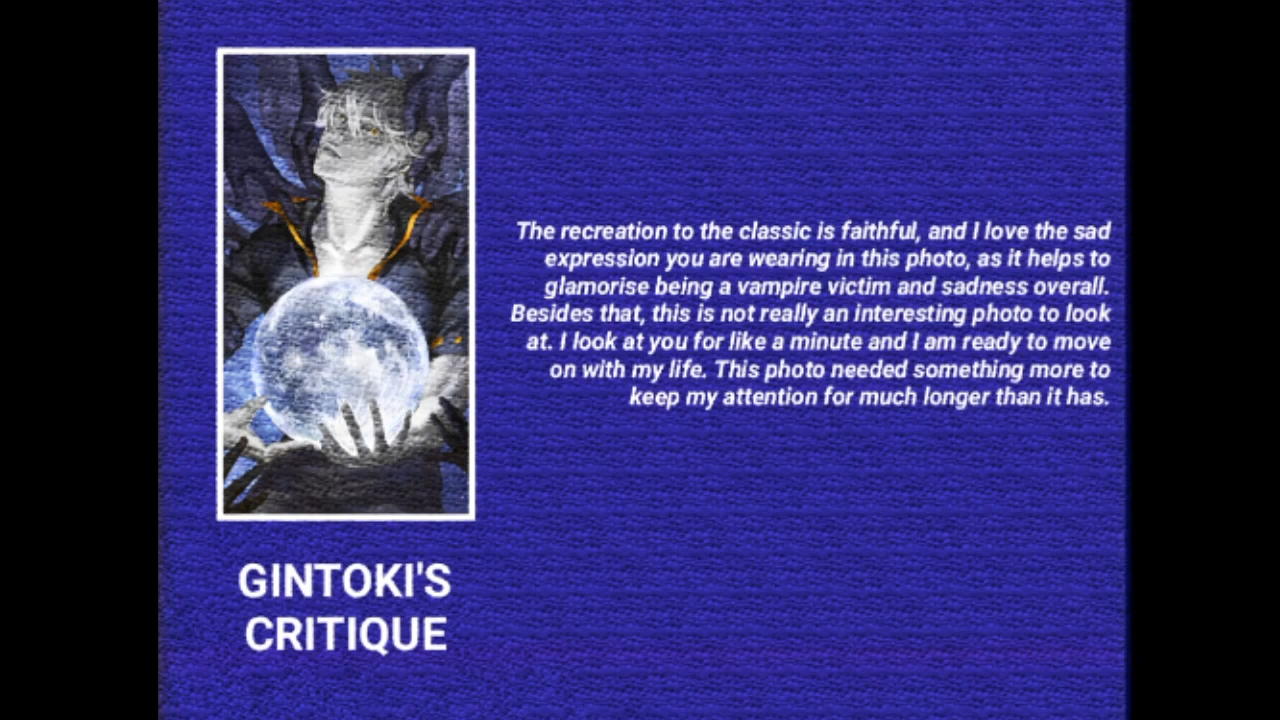 The recreation to the classic is faithful, and I love the sad
expression you are wearing in this photo, as it helps to
glamorise being a vampire victim and sadness overall.
Besides that, this is not really an interesting photo to look
at. I look at you for like a minute and I am ready to move
on with my life. This photo needed something more to
keep my attention for much longer than it has.
GINTOKI'S
CRITIQUE